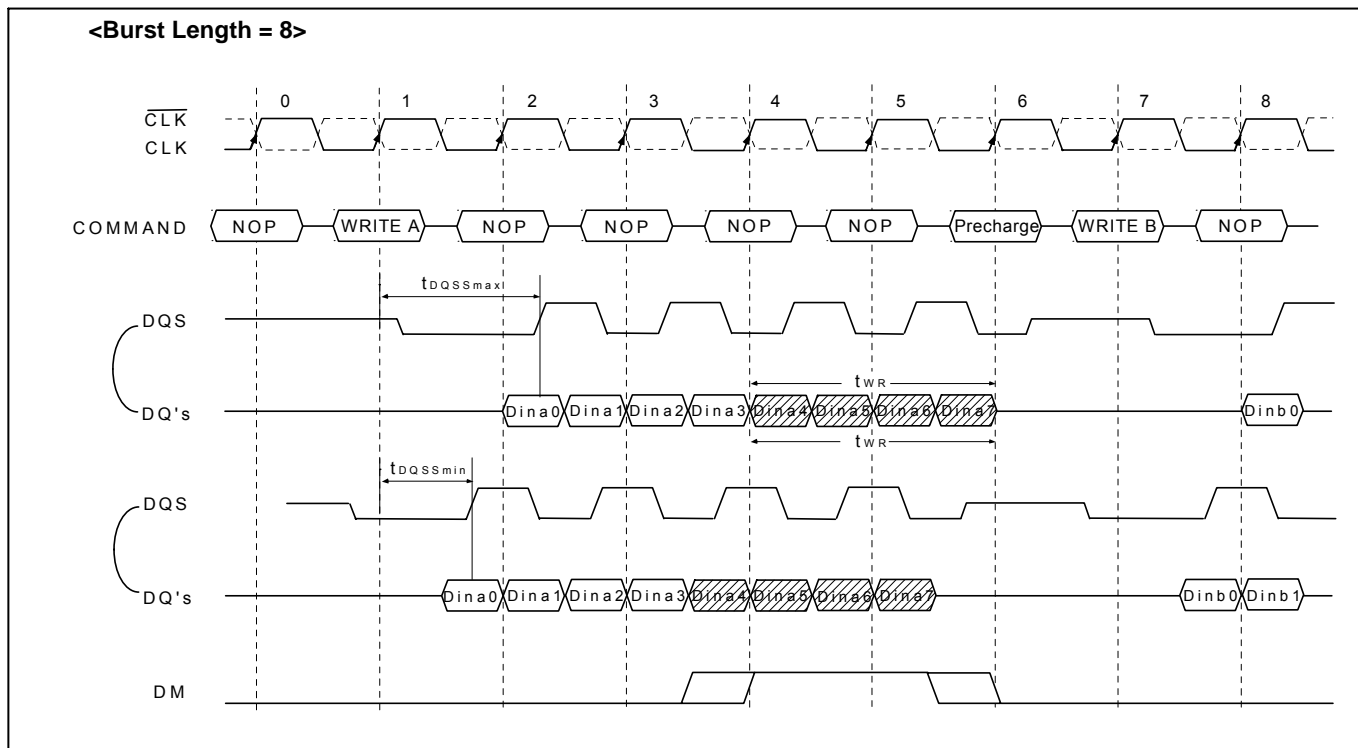 <Burst Length = 8>
0 1 2 3 4 5 6 7 8
CLK
CLK
COMMAND NOP WRITE A NOP NOP NOP NOP Precharge WRITE B NOP
tDQSSmax
DQS
tWR
DQ's Dina0 Dina1 Dina2 Dina3 Dina4 Dina5 Dina6 Dina7 Dinb0
tWR
tDQSSmin
DQS
DQ's Dina0 Dina1 Dina2 Dina3 Dina4 Dina5 Dina6 Dina7 Dinb0 Dinb1
DM